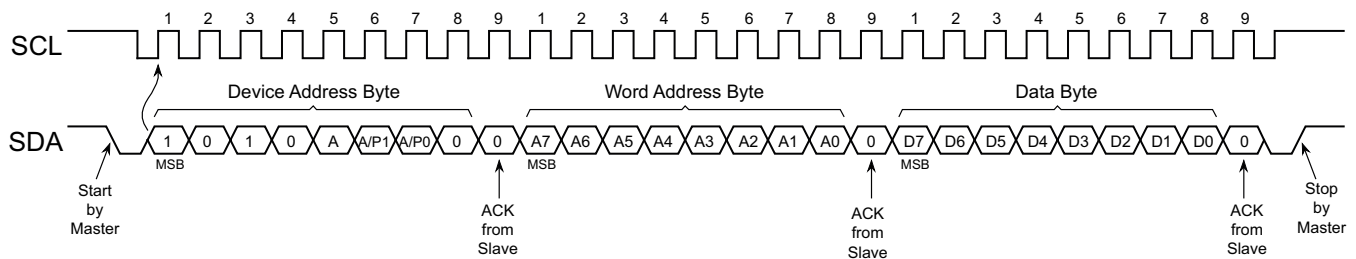 1 2 3 4 5 6 7 8 9 1 2 3 4 5 6 7 8 9 1 2 3 4 5 6 7 8 9
SCL
Device Address Byte Word Address Byte Data Byte
SDA 1 0 1 0 A A/P1 A/P0 0 0 A7 A6 A5 A4 A3 A2 A1 A0 0 D7 D6 D5 D4 D3 D2 D1 D0 0
MSB MSB MSB
Start
by
Master
ACK
from
Slave
ACK
from
Slave
ACK
from
Slave
Stop
by
Master